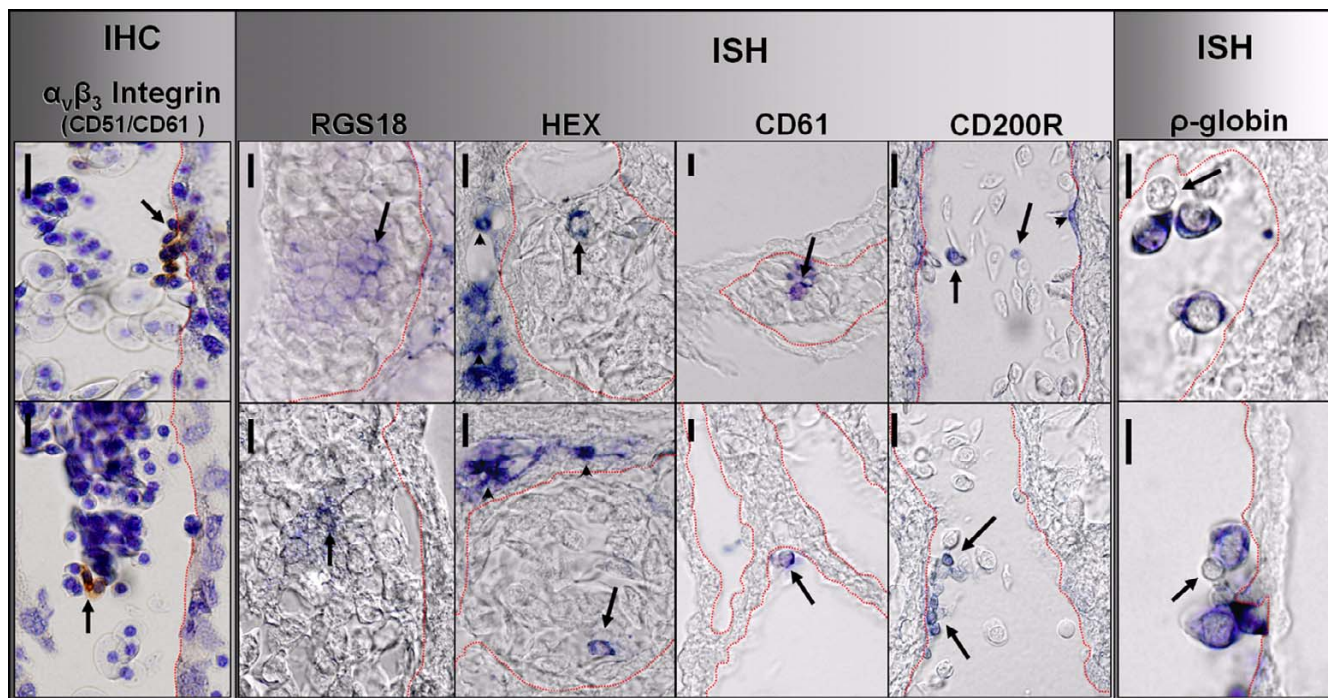 IHC
αvβ3 Integrin
(CD51/CD61 )
ISH
RGS18
HEX
CD61
CD200R
ISH
ρ-globin